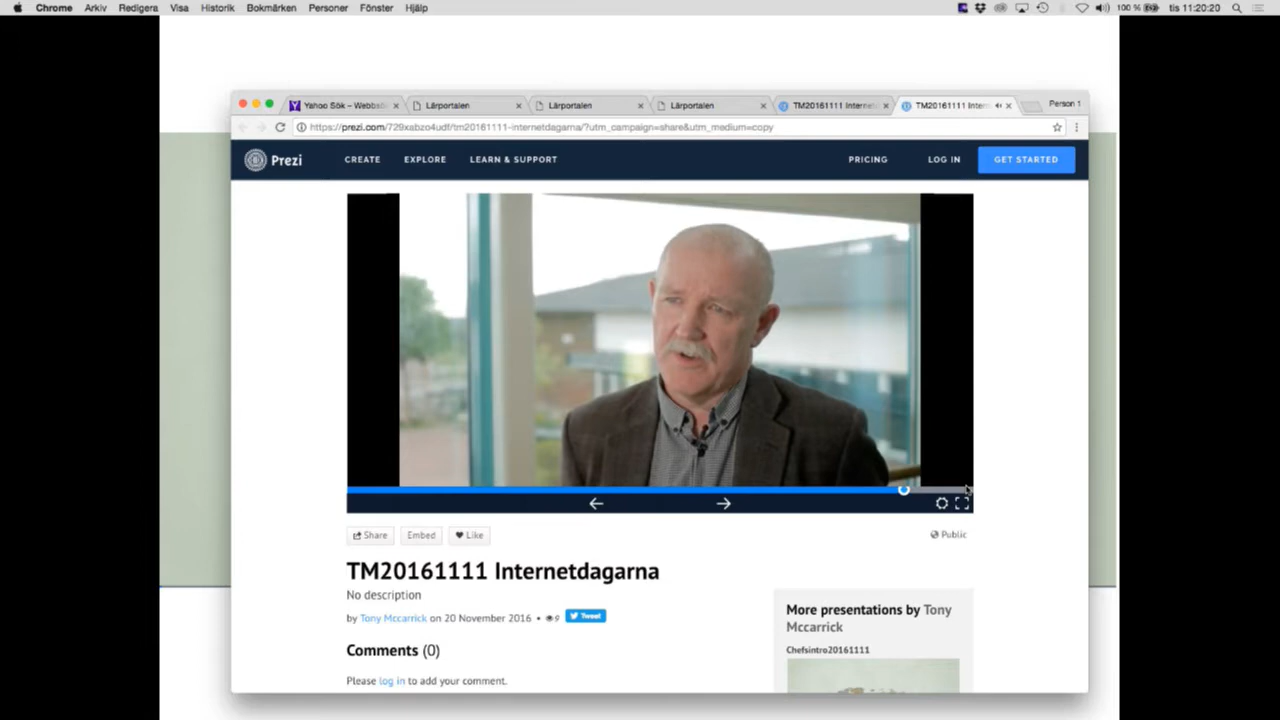 Chrome Arkiv Redigera Visa Historik Bokmärken Personer Fönster Hjälp 100 % tis 11:20:20
Yahoo Sök – Webbsö Lärportalen Lärportalen Lärportalen TM20161111 Interneto TM20161111 Intern Person 1
https://prezi.com/729xabzo4udf/tm20161111-internetdagarna/?utm_campaign=share&utm_medium=copy
Prezi CREATE EXPLORE LEARN & SUPPORT PRICING LOG IN GET STARTED
Share Embed Like Public
TM20161111 Internetdagarna
No description
by Tony Mccarrick on 20 November 2016 • 9 Tweet
More presentations by Tony
Mccarrick
Chefsintro20161111
Comments (0)
Please log in to add your comment.